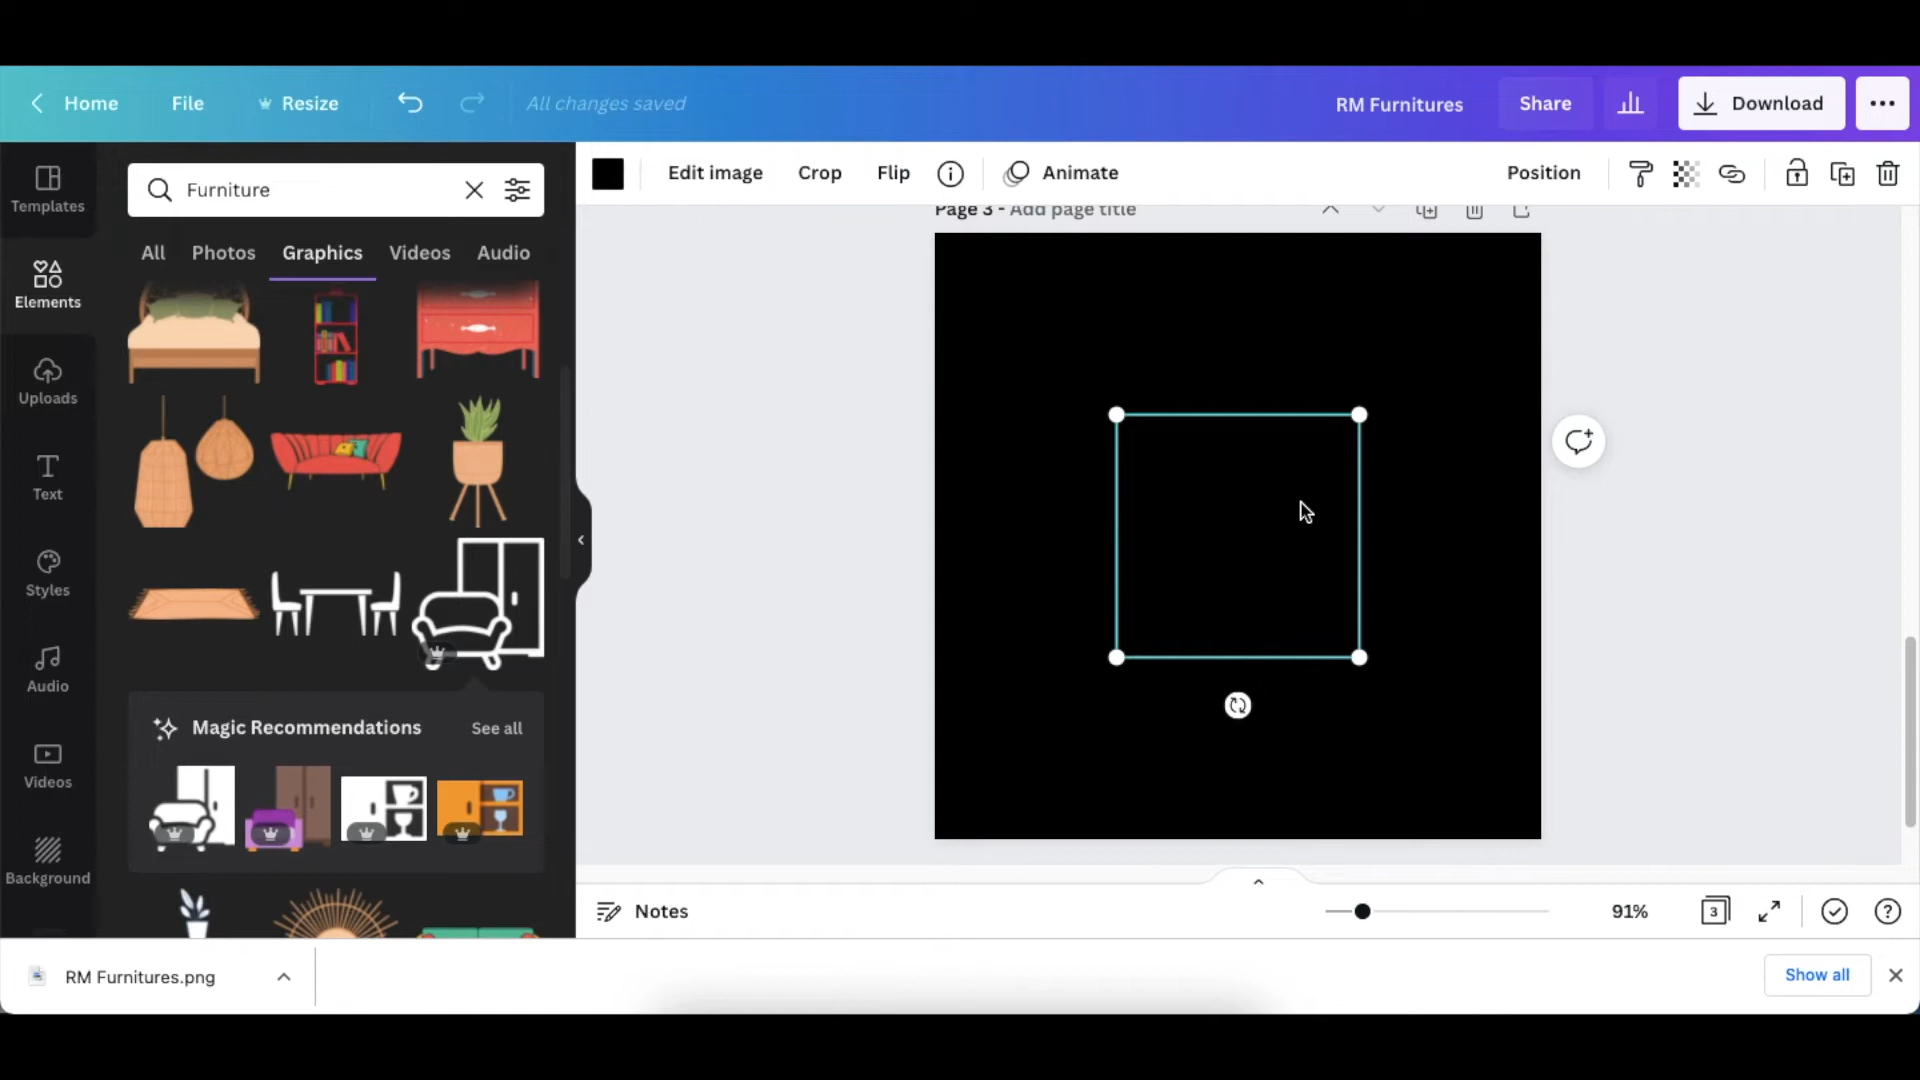 Home
File
Resize
All changes saved
RM Furnitures
Share
Download
Templates
Elements
Uploads
Text
Styles
Audio
Videos
Background
Furniture
All
Photos
Graphics
Videos
Audio
Magic Recommendations
See all
Edit image
Crop
Flip
Animate
Position
Page 3 - Add page title
Notes
91%
3
RM Furnitures.png
Show all